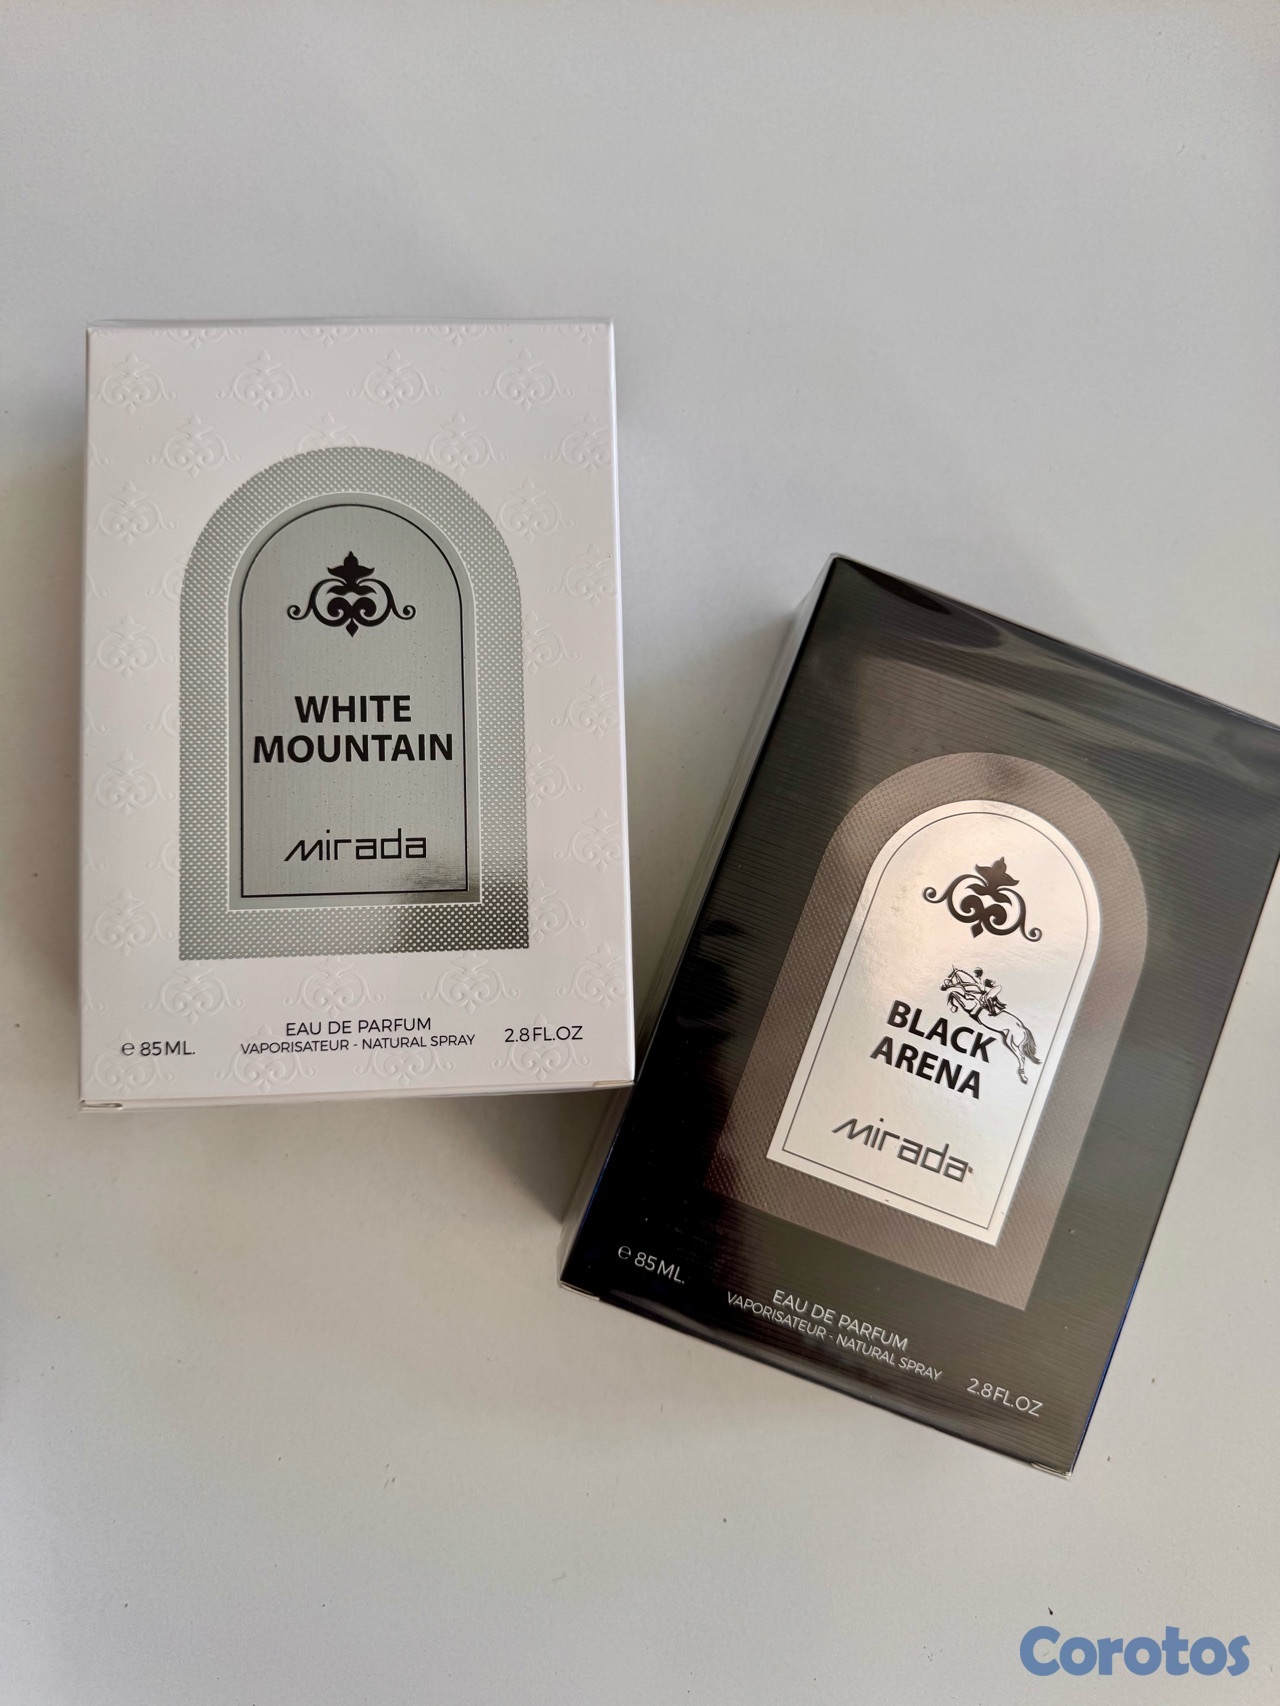 WHITE
MOUNTAIN
mirada
℮ 85ML.
EAU DE PARFUM
VAPORISATEUR - NATURAL SPRAY
2.8FL.OZ
BLACK
ARENA
mirada
℮ 85ML.
EAU DE PARFUM
VAPORISATEUR - NATURAL SPRAY
2.8FL.OZ
Corotos